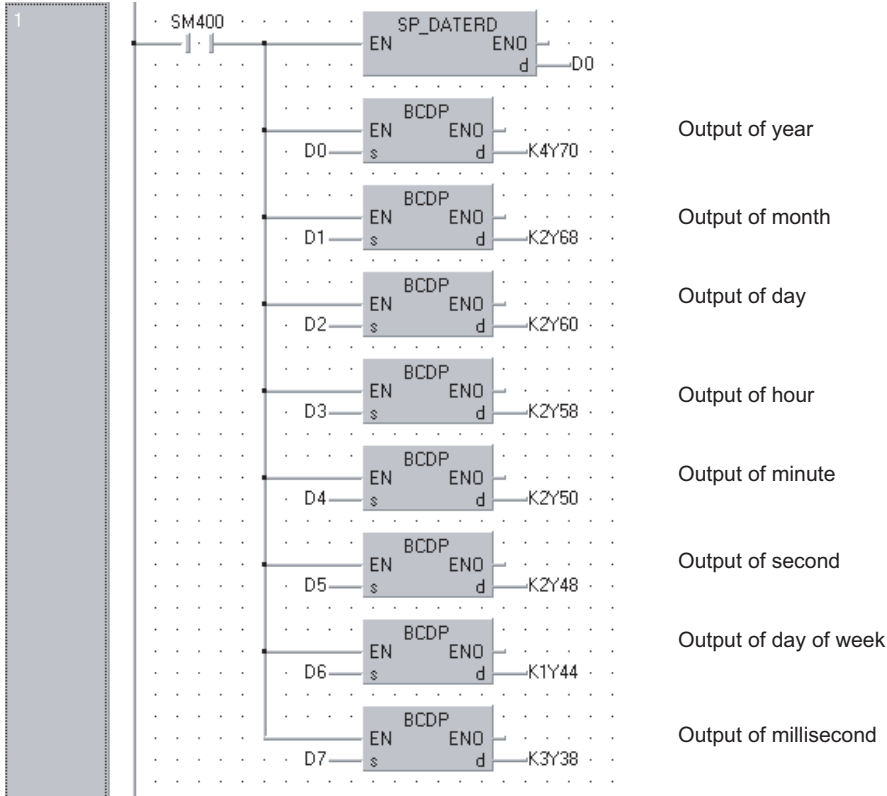 1
SM400
SP_DATERD
EN ENO
d D0
BCDP
EN ENO
D0 s d K4Y70
Output of year
BCDP
EN ENO
D1 s d K2Y68
Output of month
BCDP
EN ENO
D2 s d K2Y60
Output of day
BCDP
EN ENO
D3 s d K2Y58
Output of hour
BCDP
EN ENO
D4 s d K2Y50
Output of minute
BCDP
EN ENO
D5 s d K2Y48
Output of second
BCDP
EN ENO
D6 s d K1Y44
Output of day of week
BCDP
EN ENO
D7 s d K3Y38
Output of millisecond